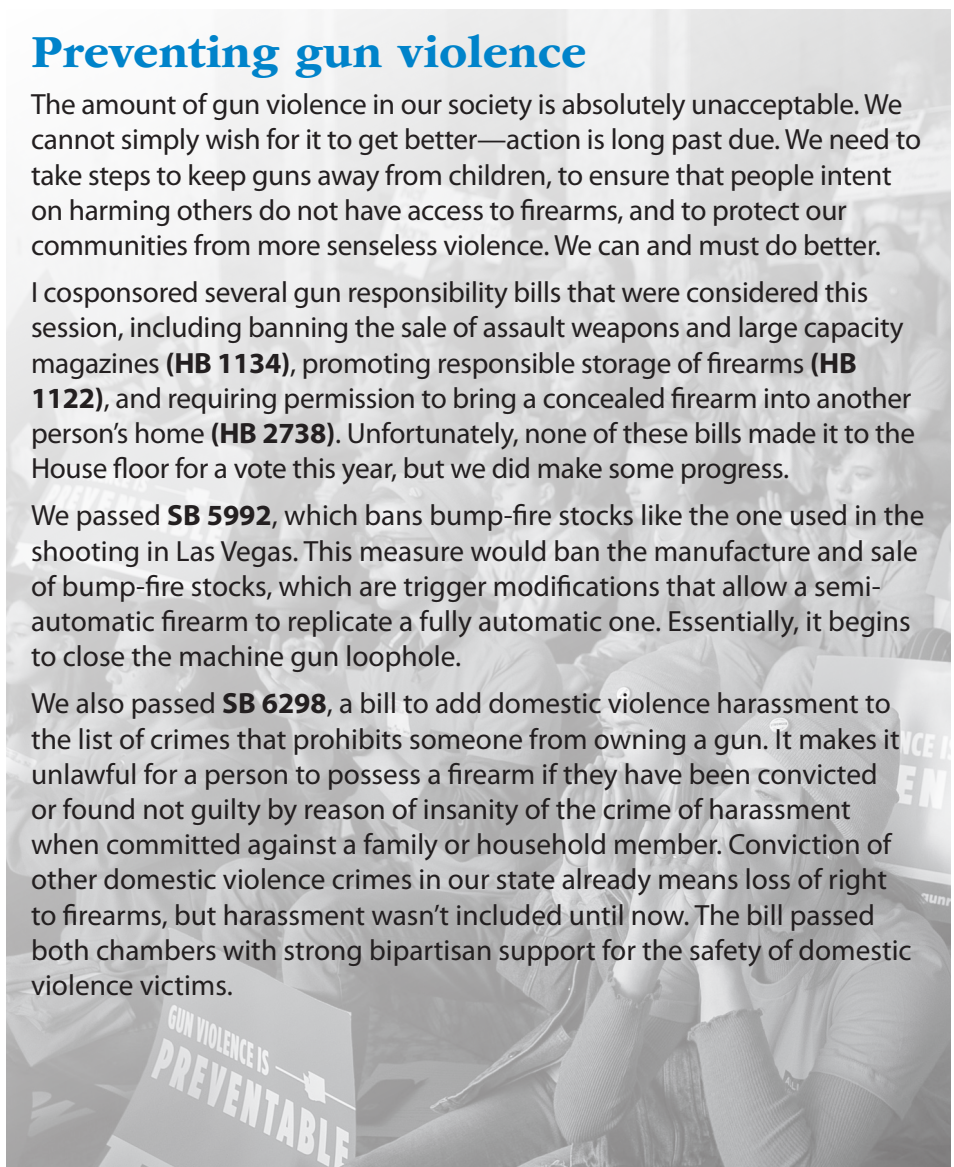 Preventing gun violence
The amount of gun violence in our society is absolutely unacceptable. We
cannot simply wish for it to get better—action is long past due. We need to
take steps to keep guns away from children, to ensure that people intent
on harming others do not have access to firearms, and to protect our
communities from more senseless violence. We can and must do better.
I cosponsored several gun responsibility bills that were considered this
session, including banning the sale of assault weapons and large capacity
magazines (HB 1134), promoting responsible storage of firearms (HB
1122), and requiring permission to bring a concealed firearm into another
person's home (HB 2738). Unfortunately, none of these bills made it to the
House floor for a vote this year, but we did make some progress.
We passed SB 5992, which bans bump-fire stocks like the one used in the
shooting in Las Vegas. This measure would ban the manufacture and sale
of bump-fire stocks, which are trigger modifications that allow a semi-
automatic firearm to replicate a fully automatic one. Essentially, it begins
to close the machine gun loophole.
We also passed SB 6298, a bill to add domestic violence harassment to
the list of crimes that prohibits someone from owning a gun. It makes it
unlawful for a person to possess a firearm if they have been convicted
or found not guilty by reason of insanity of the crime of harassment
when committed against a family or household member. Conviction of
other domestic violence crimes in our state already means loss of right
to firearms, but harassment wasn't included until now. The bill passed
both chambers with strong bipartisan support for the safety of domestic
violence victims.
GUN VIOLENCE IS
PREVENTABLE